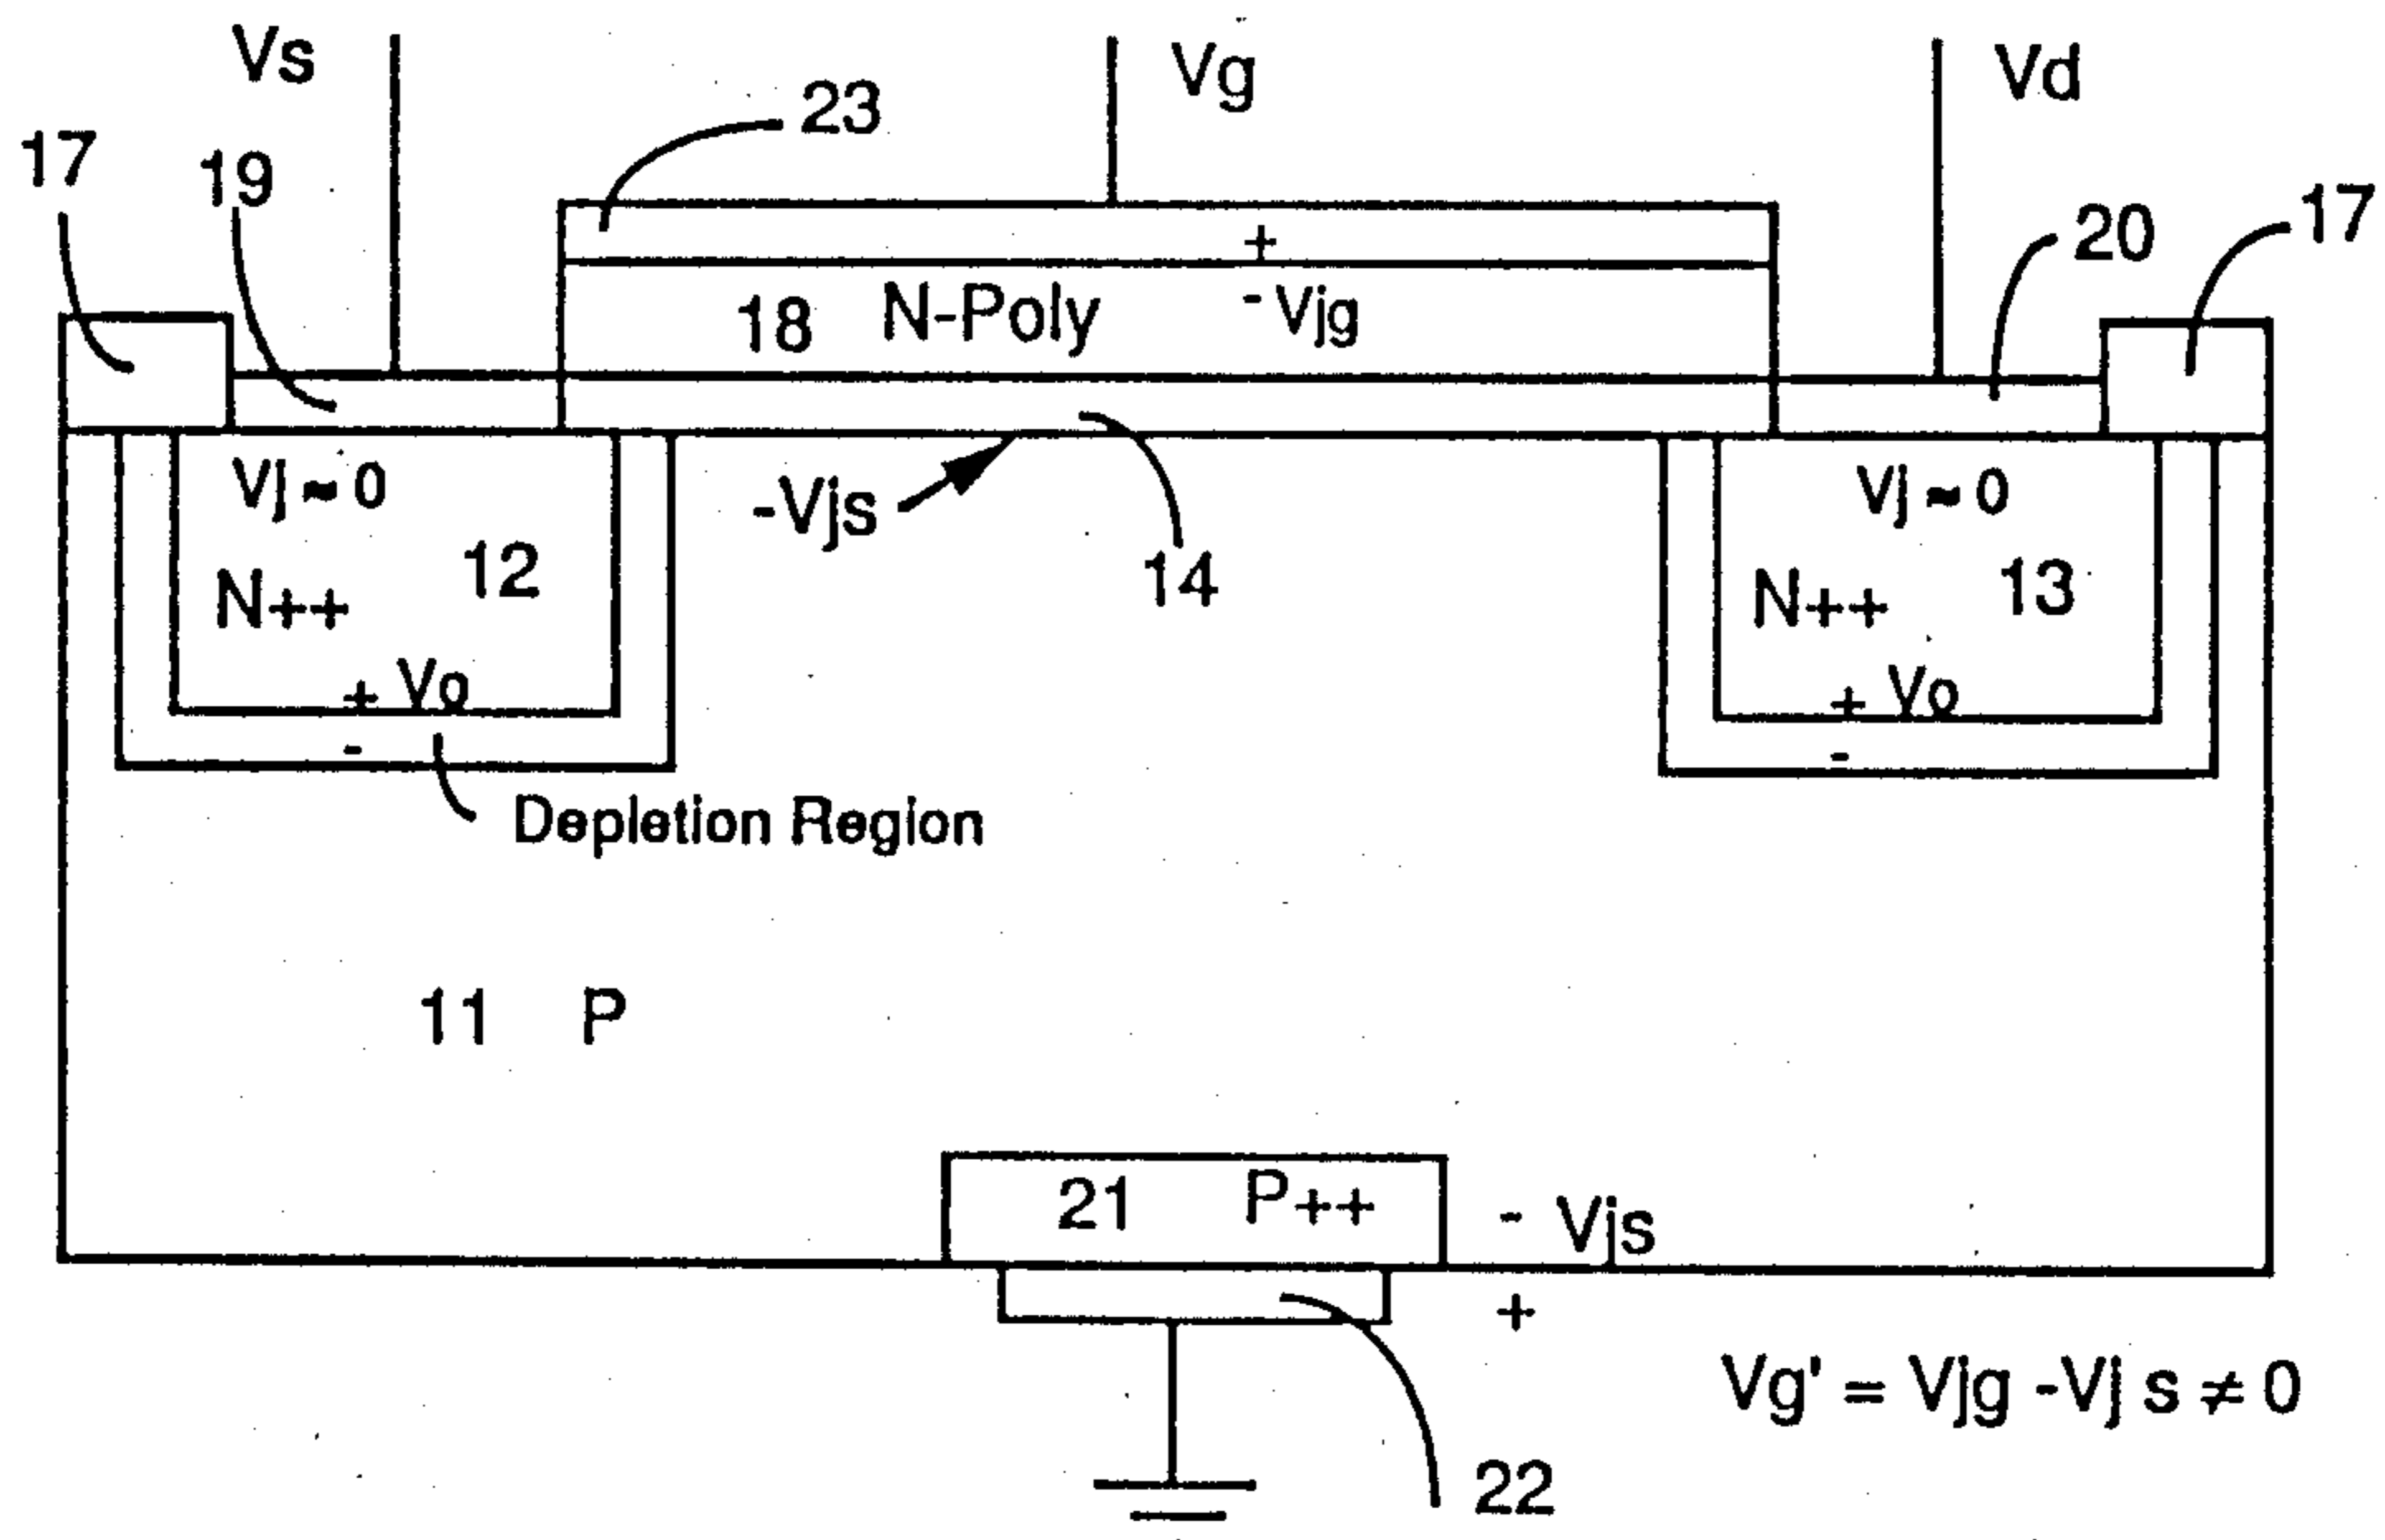 Vs
Vg
Vd
23
17
19
20
17
+
18 N-Poly - Vjg
Vj ≈ 0
-Vjs
Vj ≈ 0
12
N++
14
13
N++
+ Vo
-
+ Vo
-
Depletion Region
11 P
21 P++
- Vjs
+
Vg' = Vjg -Vj s ≠ 0
22